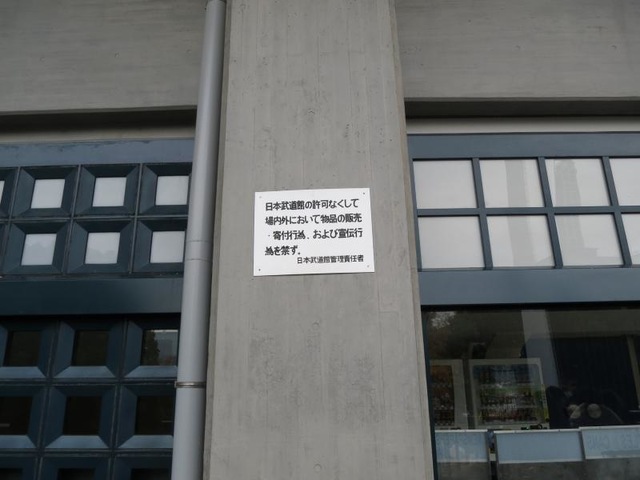 日本武道館の許可なくして
場内外において物品の販売
・寄付行為、および宣伝行
為を禁ず。
日本武道館管理責任者